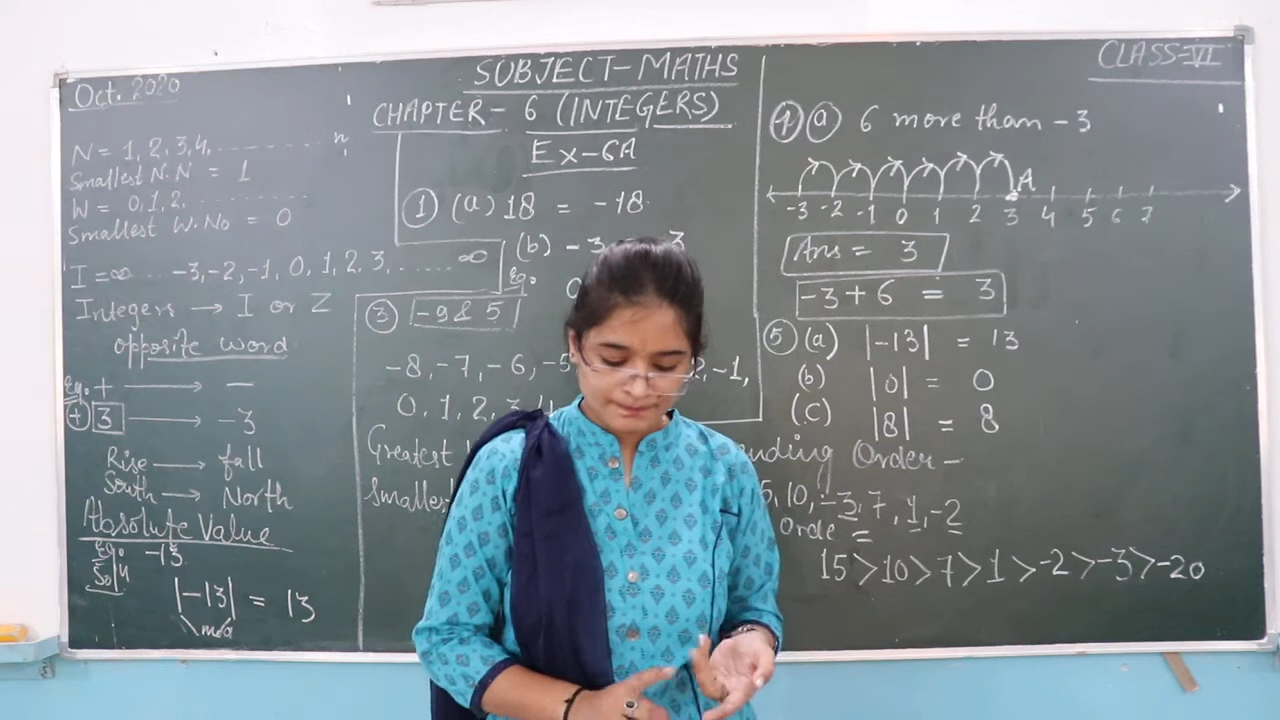 Oct. 2020
N = 1, 2, 3, 4, ......... n,
Smallest N.N = 1
W = 0, 1, 2. .........
Smallest W.No = 0
I = ∞ ... -3, -2, -1, 0, 1, 2, 3, ...... ∞
Integers → I or Z
opposite word
Eg. + → -
+ 3 → -3
Rise → fall
South → North
Absolute Value
Eg: -13
Sol4
|-13| = 13
mod
SUBJECT-MATHS
CHAPTER- 6 (INTEGERS)
Ex-6A
1 (a) 18 = -18
(b) -3 3
Eg. 0
3 -9 & 5
-8, -7, -6, -5 2, -1,
0, 1, 2, 3, 4
Greatest
Smallest
CLASS-VI
4 a 6 more than -3
A
-3 -2 -1 0 1 2 3 4 5 6 7
Ans = 3
-3+6 = 3
5 (a) |-13| = 13
(b) |0| = 0
(c) |8| = 8
nding Order-
5, 10, -3, 7, 1, -2
Orde =
15 > 10 > 7 > 1 > -2 > -3 > -20